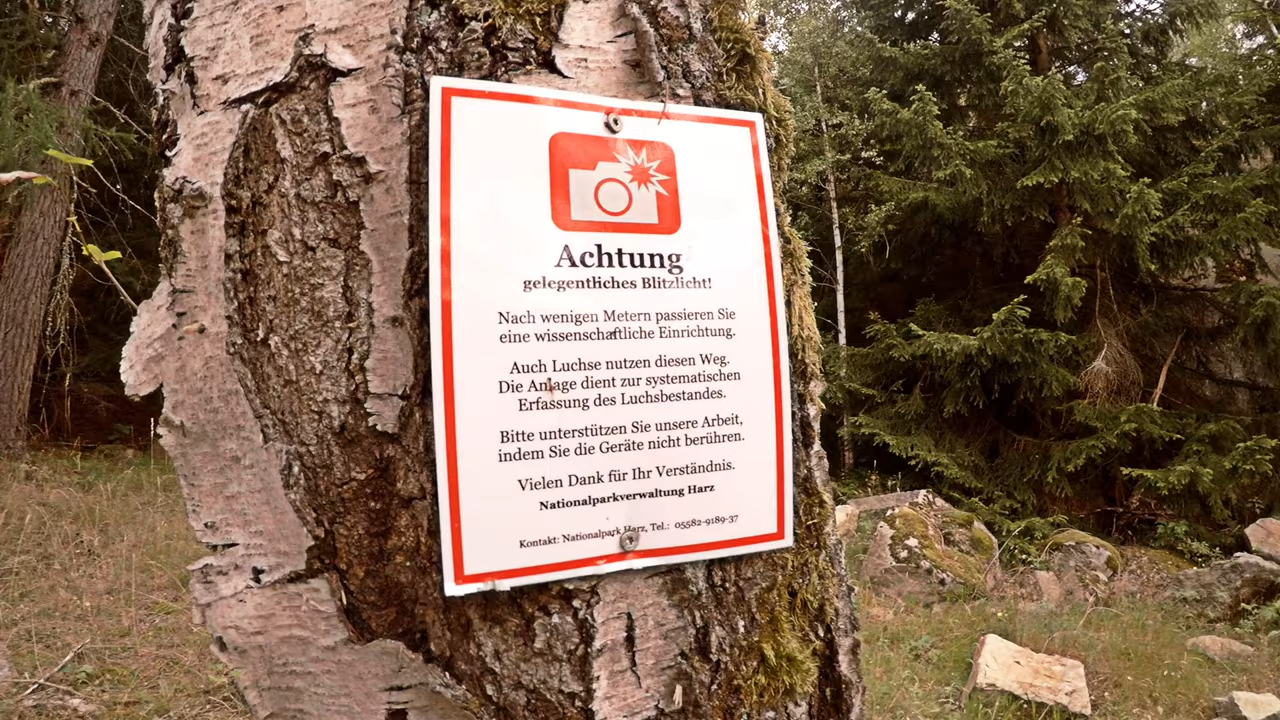 Achtung
gelegentliches Blitzlicht!
Nach wenigen Metern passieren Sie
eine wissenschaftliche Einrichtung.
Auch Luchse nutzen diesen Weg.
Die Anlage dient zur systematischen
Erfassung des Luchsbestandes.
Bitte unterstützen Sie unsere Arbeit,
indem Sie die Geräte nicht berühren.
Vielen Dank für Ihr Verständnis.
Nationalparkverwaltung Harz
Kontakt: Nationalpark Harz, Tel.: 05582-9189-37